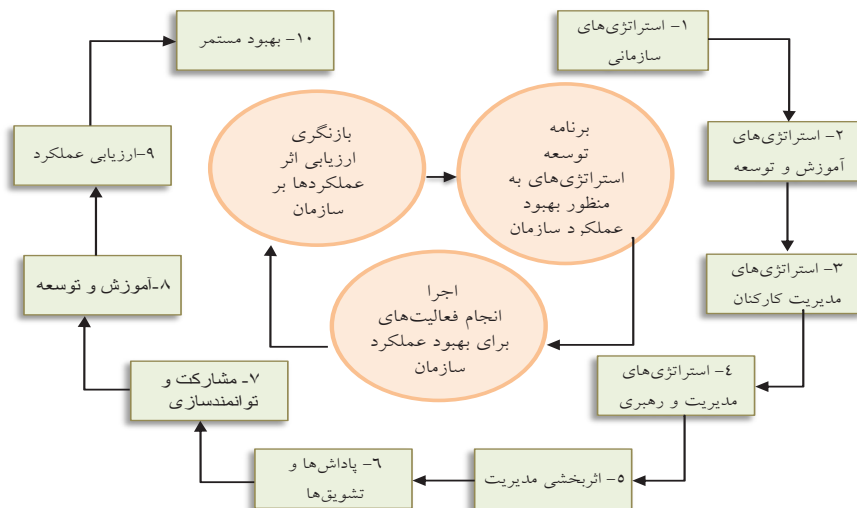 ۱- استراتژی‌های
سازمانی
۲- استراتژی‌های
آموزش و توسعه
۳- استراتژی‌های
مدیریت کارکنان
۴- استراتژی‌های
مدیریت و رهبری
۵- اثربخشی مدیریت
۶- پاداش‌ها و
تشویق‌ها
۷- مشارکت و
توانمندسازی
۸-آموزش و توسعه
۹-ارزیابی عملکرد
۱۰- بهبود مستمر
برنامه
توسعه
استراتژی‌های به
منظور بهبود
عملکرد سازمان
اجرا
انجام فعالیت‌های
برای بهبود عملکرد
سازمان
بازنگری
ارزیابی اثر
عملکردها بر
سازمان